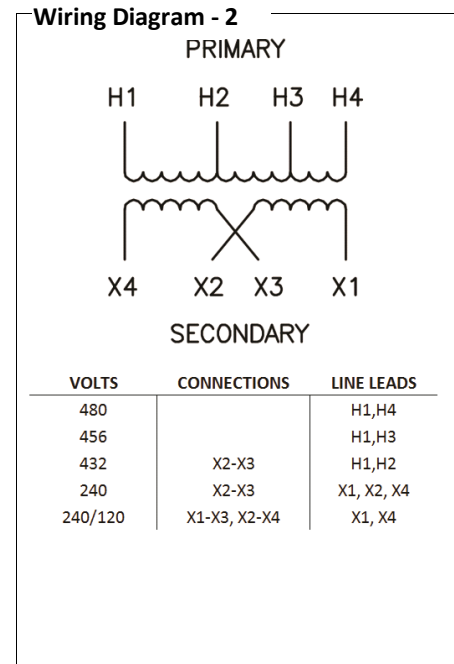 Wiring Diagram - 2
PRIMARY
H1 H2 H3 H4
X4 X2 X3 X1
SECONDARY
VOLTS CONNECTIONS LINE LEADS
480 H1,H4
456 H1,H3
432 X2-X3 H1,H2
240 X2-X3 X1, X2, X4
240/120 X1-X3, X2-X4 X1, X4